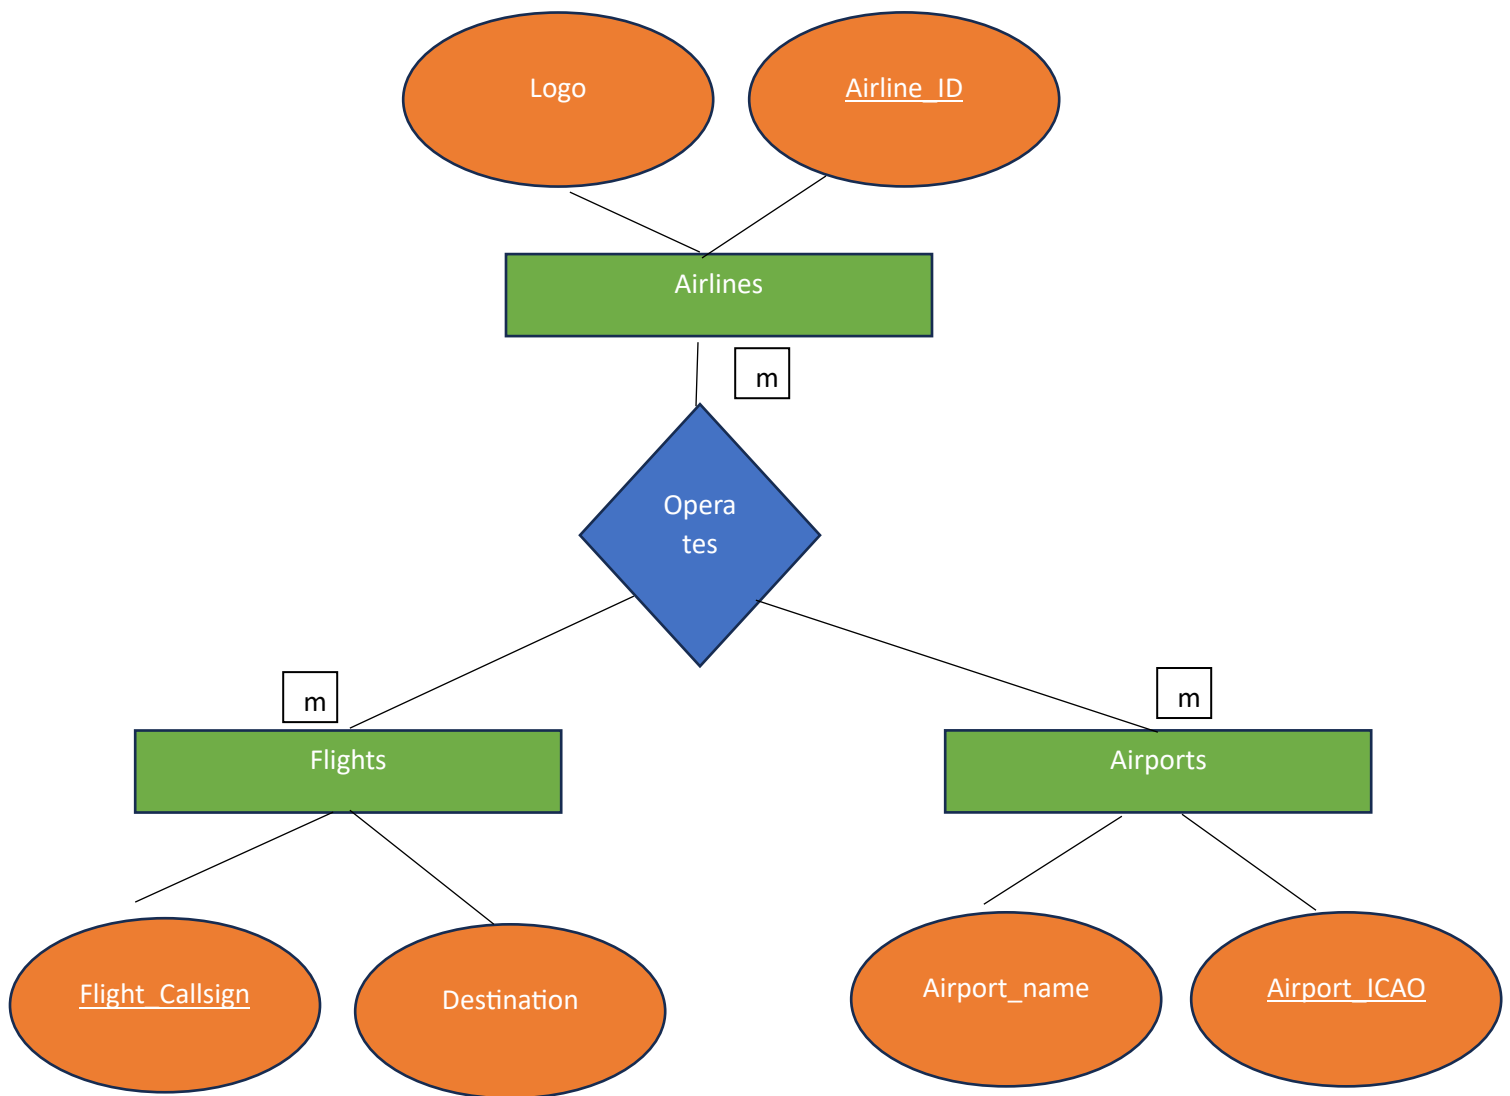 Logo
Airline_ID
Airlines
m
Opera
tes
m
m
Flights
Airports
Flight_Callsign
Destination
Airport_name
Airport_ICAO